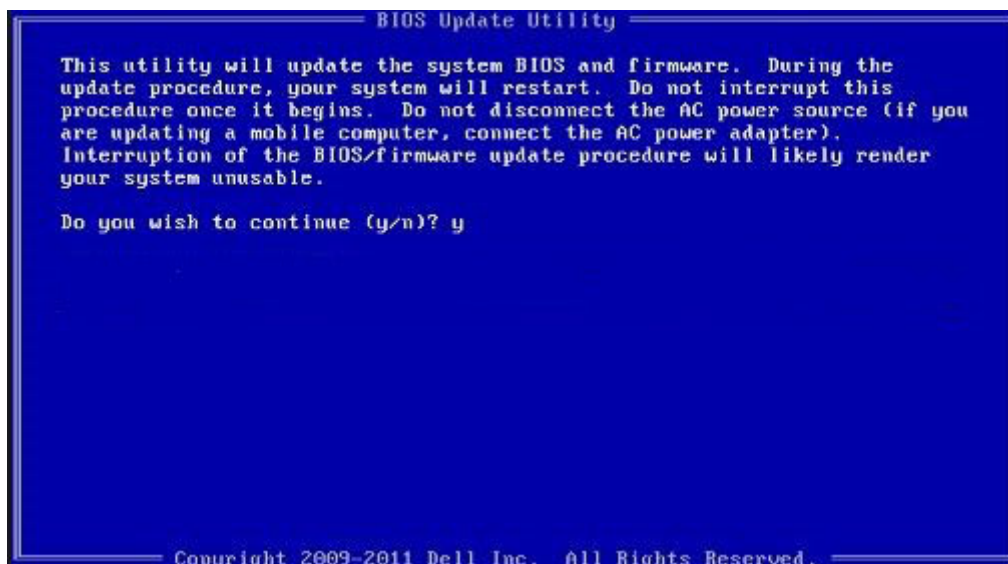 BIOS Update Utility
This utility will update the system BIOS and firmware. During the
update procedure, your system will restart. Do not interrupt this
procedure once it begins. Do not disconnect the AC power source (if you
are updating a mobile computer, connect the AC power adapter).
Interruption of the BIOS/firmware update procedure will likely render
your system unusable.
Do you wish to continue (y/n)? y
Copyright 2009-2011 Dell Inc. All Rights Reserved.